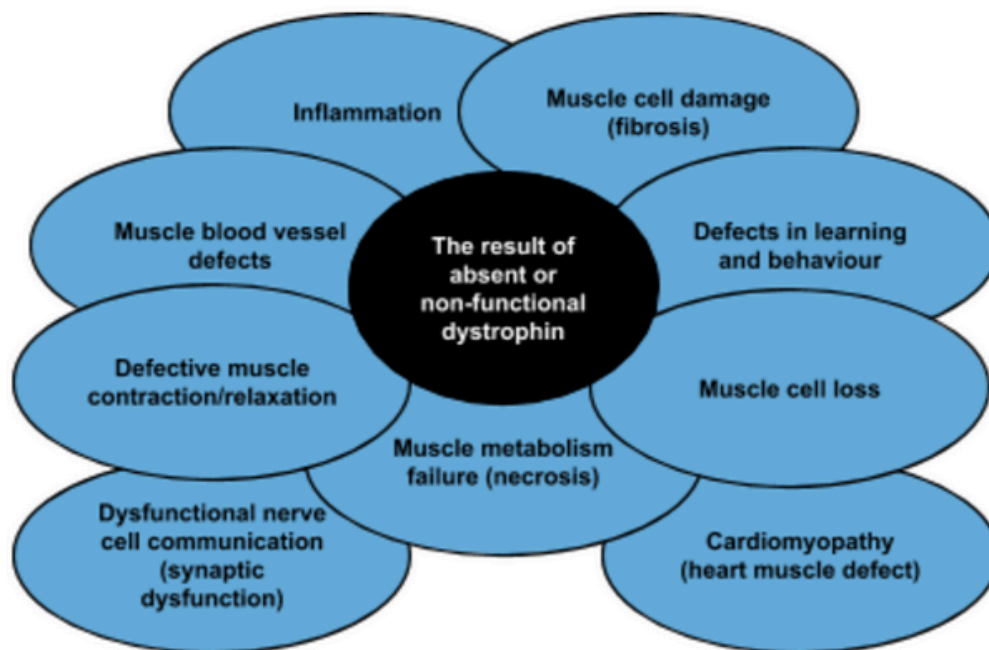 Inflammation
Muscle cell damage
(fibrosis)
Muscle blood vessel
defects
The result of
absent or
non-functional
dystrophin
Defects in learning
and behaviour
Defective muscle
contraction/relaxation
Muscle cell loss
Muscle metabolism
failure (necrosis)
Dysfunctional nerve
cell communication
(synaptic
dysfunction)
Cardiomyopathy
(heart muscle defect)